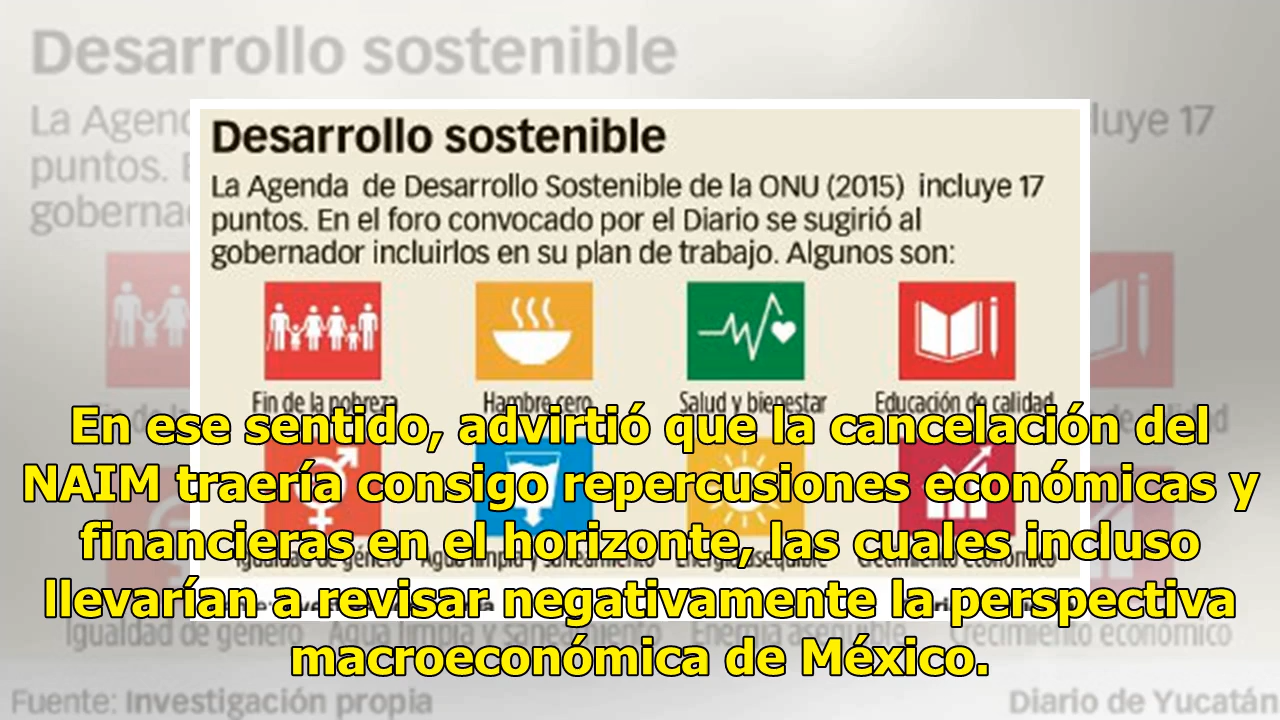 Desarrollo sostenible
La Agenda de Desarrollo Sostenible de la ONU (2015) incluye 17
puntos. En el foro convocado por el Diario se sugirió al
gobernador incluirlos en su plan de trabajo. Algunos son:
Fin de la pobreza Hambre cero Salud y bienestar Educación de calidad
En ese sentido, advirtió que la cancelación del
NAIM traería consigo repercusiones económicas y
financieras en el horizonte, las cuales incluso
llevarían a revisar negativamente la perspectiva
macroeconómica de México.
Igualdad de género Agua limpia y saneamiento Energía asequible Crecimiento económico
Fuente: Investigación propia Diario de Yucatán